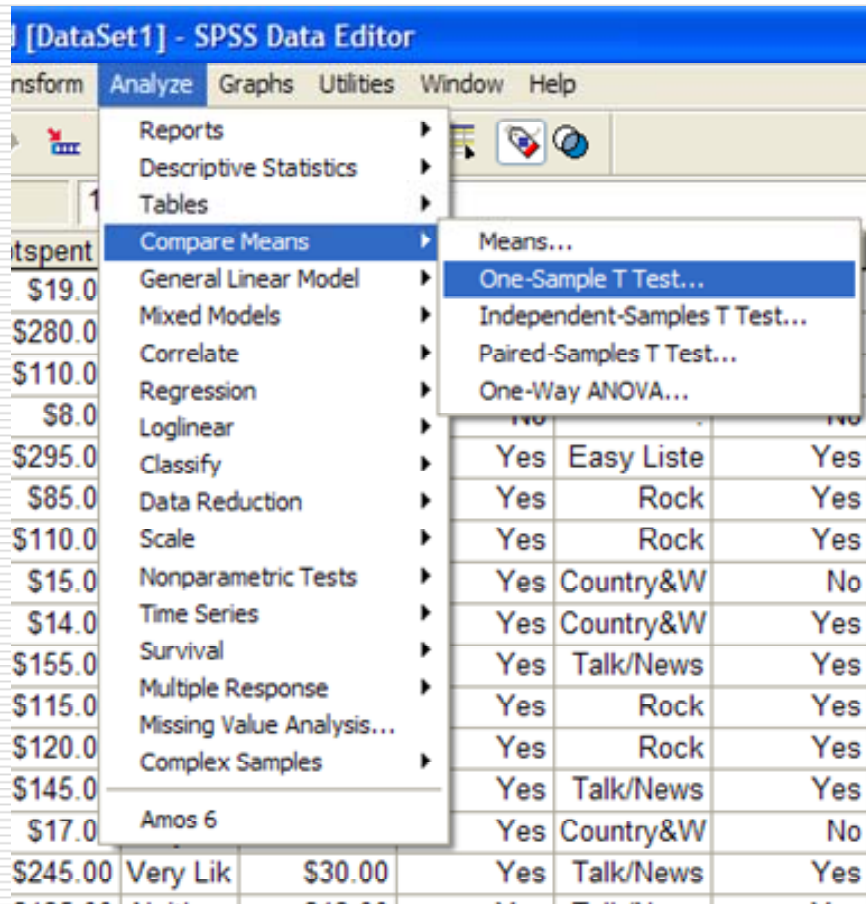 [DataSet1] - SPSS Data Editor
nsform Analyze Graphs Utilities Window Help
1
Reports
Descriptive Statistics
Tables
Compare Means
General Linear Model
Mixed Models
Correlate
Regression
Loglinear
Classify
Data Reduction
Scale
Nonparametric Tests
Time Series
Survival
Multiple Response
Missing Value Analysis...
Complex Samples
Amos 6
Means...
One-Sample T Test...
Independent-Samples T Test...
Paired-Samples T Test...
One-Way ANOVA...
tspent
$19.0
$280.0
$110.0
$8.0 No . No
$295.0 Yes Easy Liste Yes
$85.0 Yes Rock Yes
$110.0 Yes Rock Yes
$15.0 Yes Country&W No
$14.0 Yes Country&W Yes
$155.0 Yes Talk/News Yes
$115.0 Yes Rock Yes
$120.0 Yes Rock Yes
$145.0 Yes Talk/News Yes
$17.0 Yes Country&W No
$245.00 Very Lik $30.00 Yes Talk/News Yes